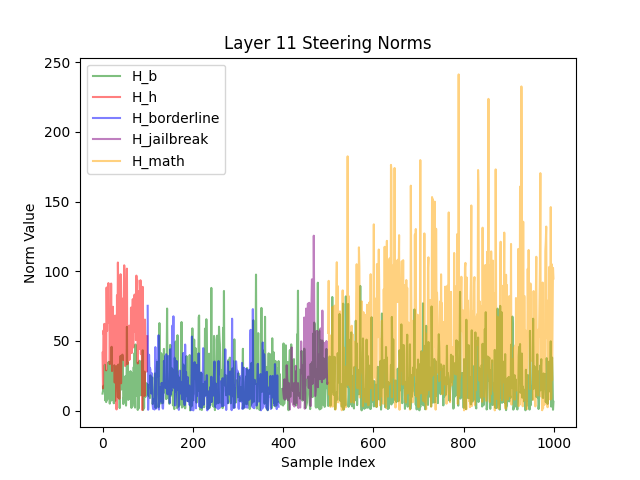 Layer 11 Steering Norms
250
200
150
100
50
0
Norm Value
H_b
H_h
H_borderline
H_jailbreak
H_math
0 200 400 600 800 1000
Sample Index